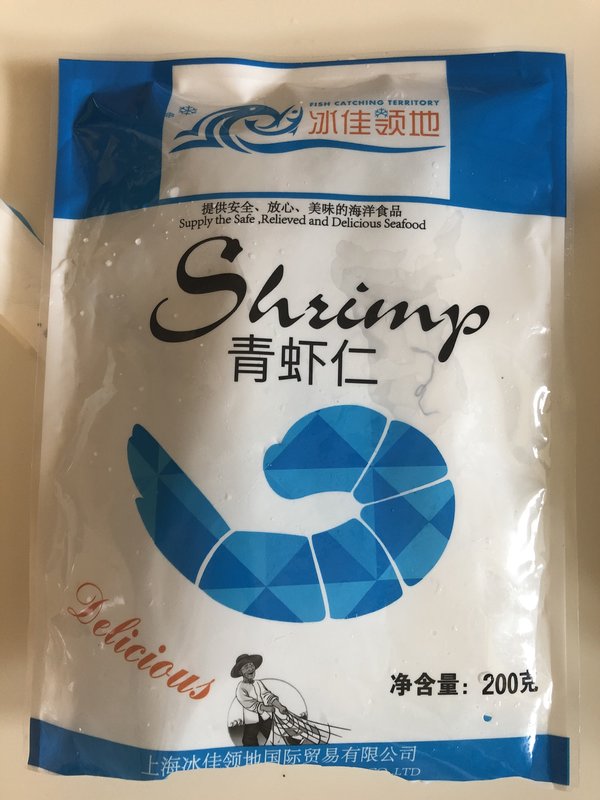 FISH CATCHING TERRITORY
冰佳领地
提供安全、放心、美味的海洋食品
Supply the Safe ,Relieved and Delicious Seafood
Shrimp
青虾仁
Delicious
净含量：200克
上海冰佳领地国际贸易有限公司
CO.,LTD